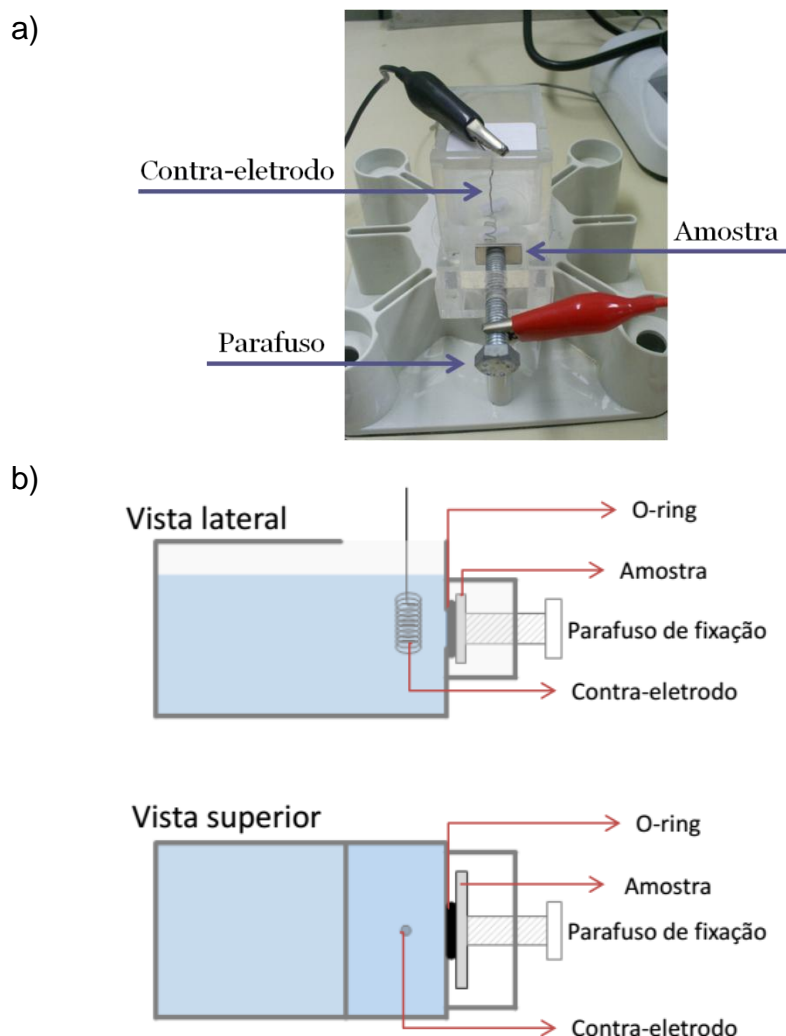 a)
Contra-eletrodo
Amostra
Parafuso
b)
Vista lateral
O-ring
Amostra
Parafuso de fixação
Contra-eletrodo
Vista superior
O-ring
Amostra
Parafuso de fixação
Contra-eletrodo